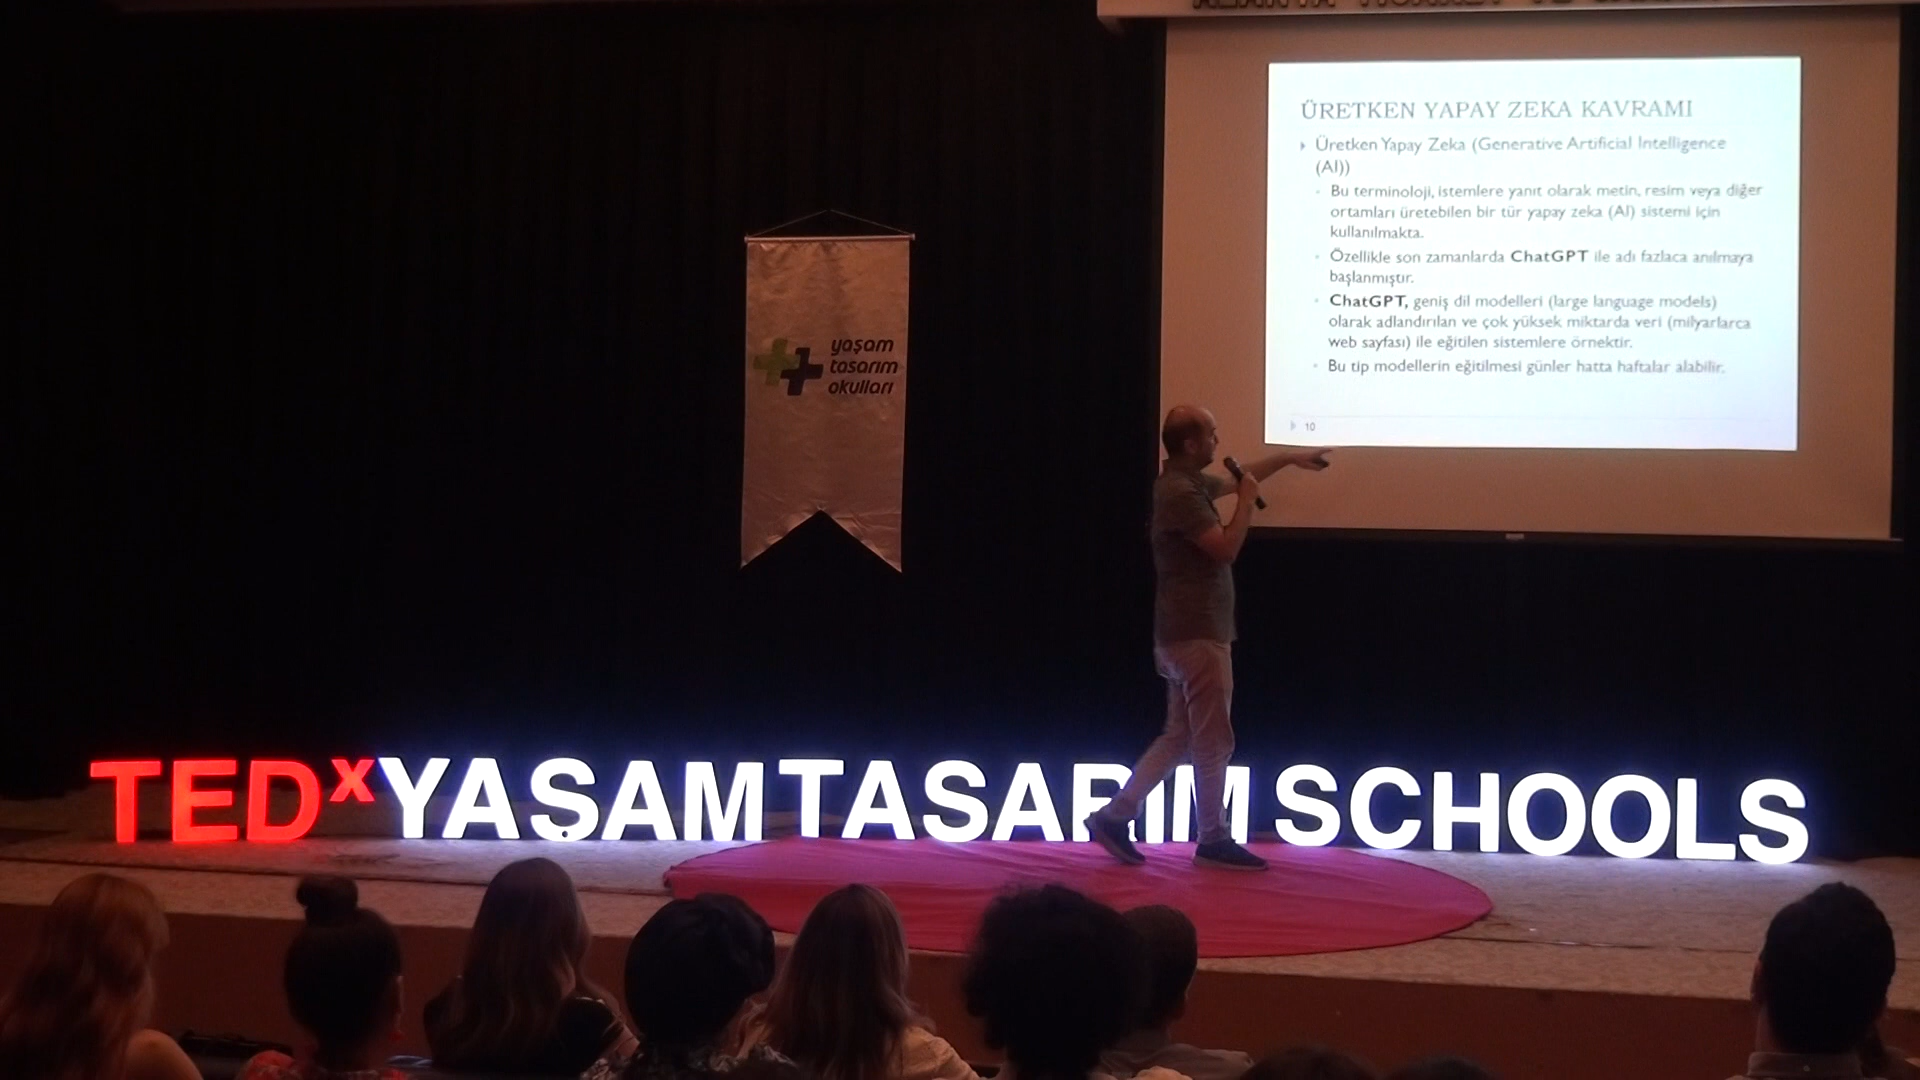 ÜRETKEN YAPAY ZEKA KAVRAMI
Üretken Yapay Zeka (Generative Artificial Intelligence
(AI))
Bu terminoloji, istemlere yanıt olarak metin, resim veya diğer
ortamları üretebilen bir tür yapay zeka (AI) sistemi için
kullanılmakta.
Özellikle son zamanlarda ChatGPT ile adı fazlaca anılmaya
başlanmıştır.
ChatGPT, geniş dil modelleri (large language models)
olarak adlandırılan ve çok yüksek miktarda veri (milyarlarca
web sayfası) ile eğitilen sistemlere örnektir.
Bu tip modellerin eğitilmesi günler hatta haftalar alabilir.
10
yaşam
tasarım
okulları
TEDxYAŞAM TASARIM SCHOOLS